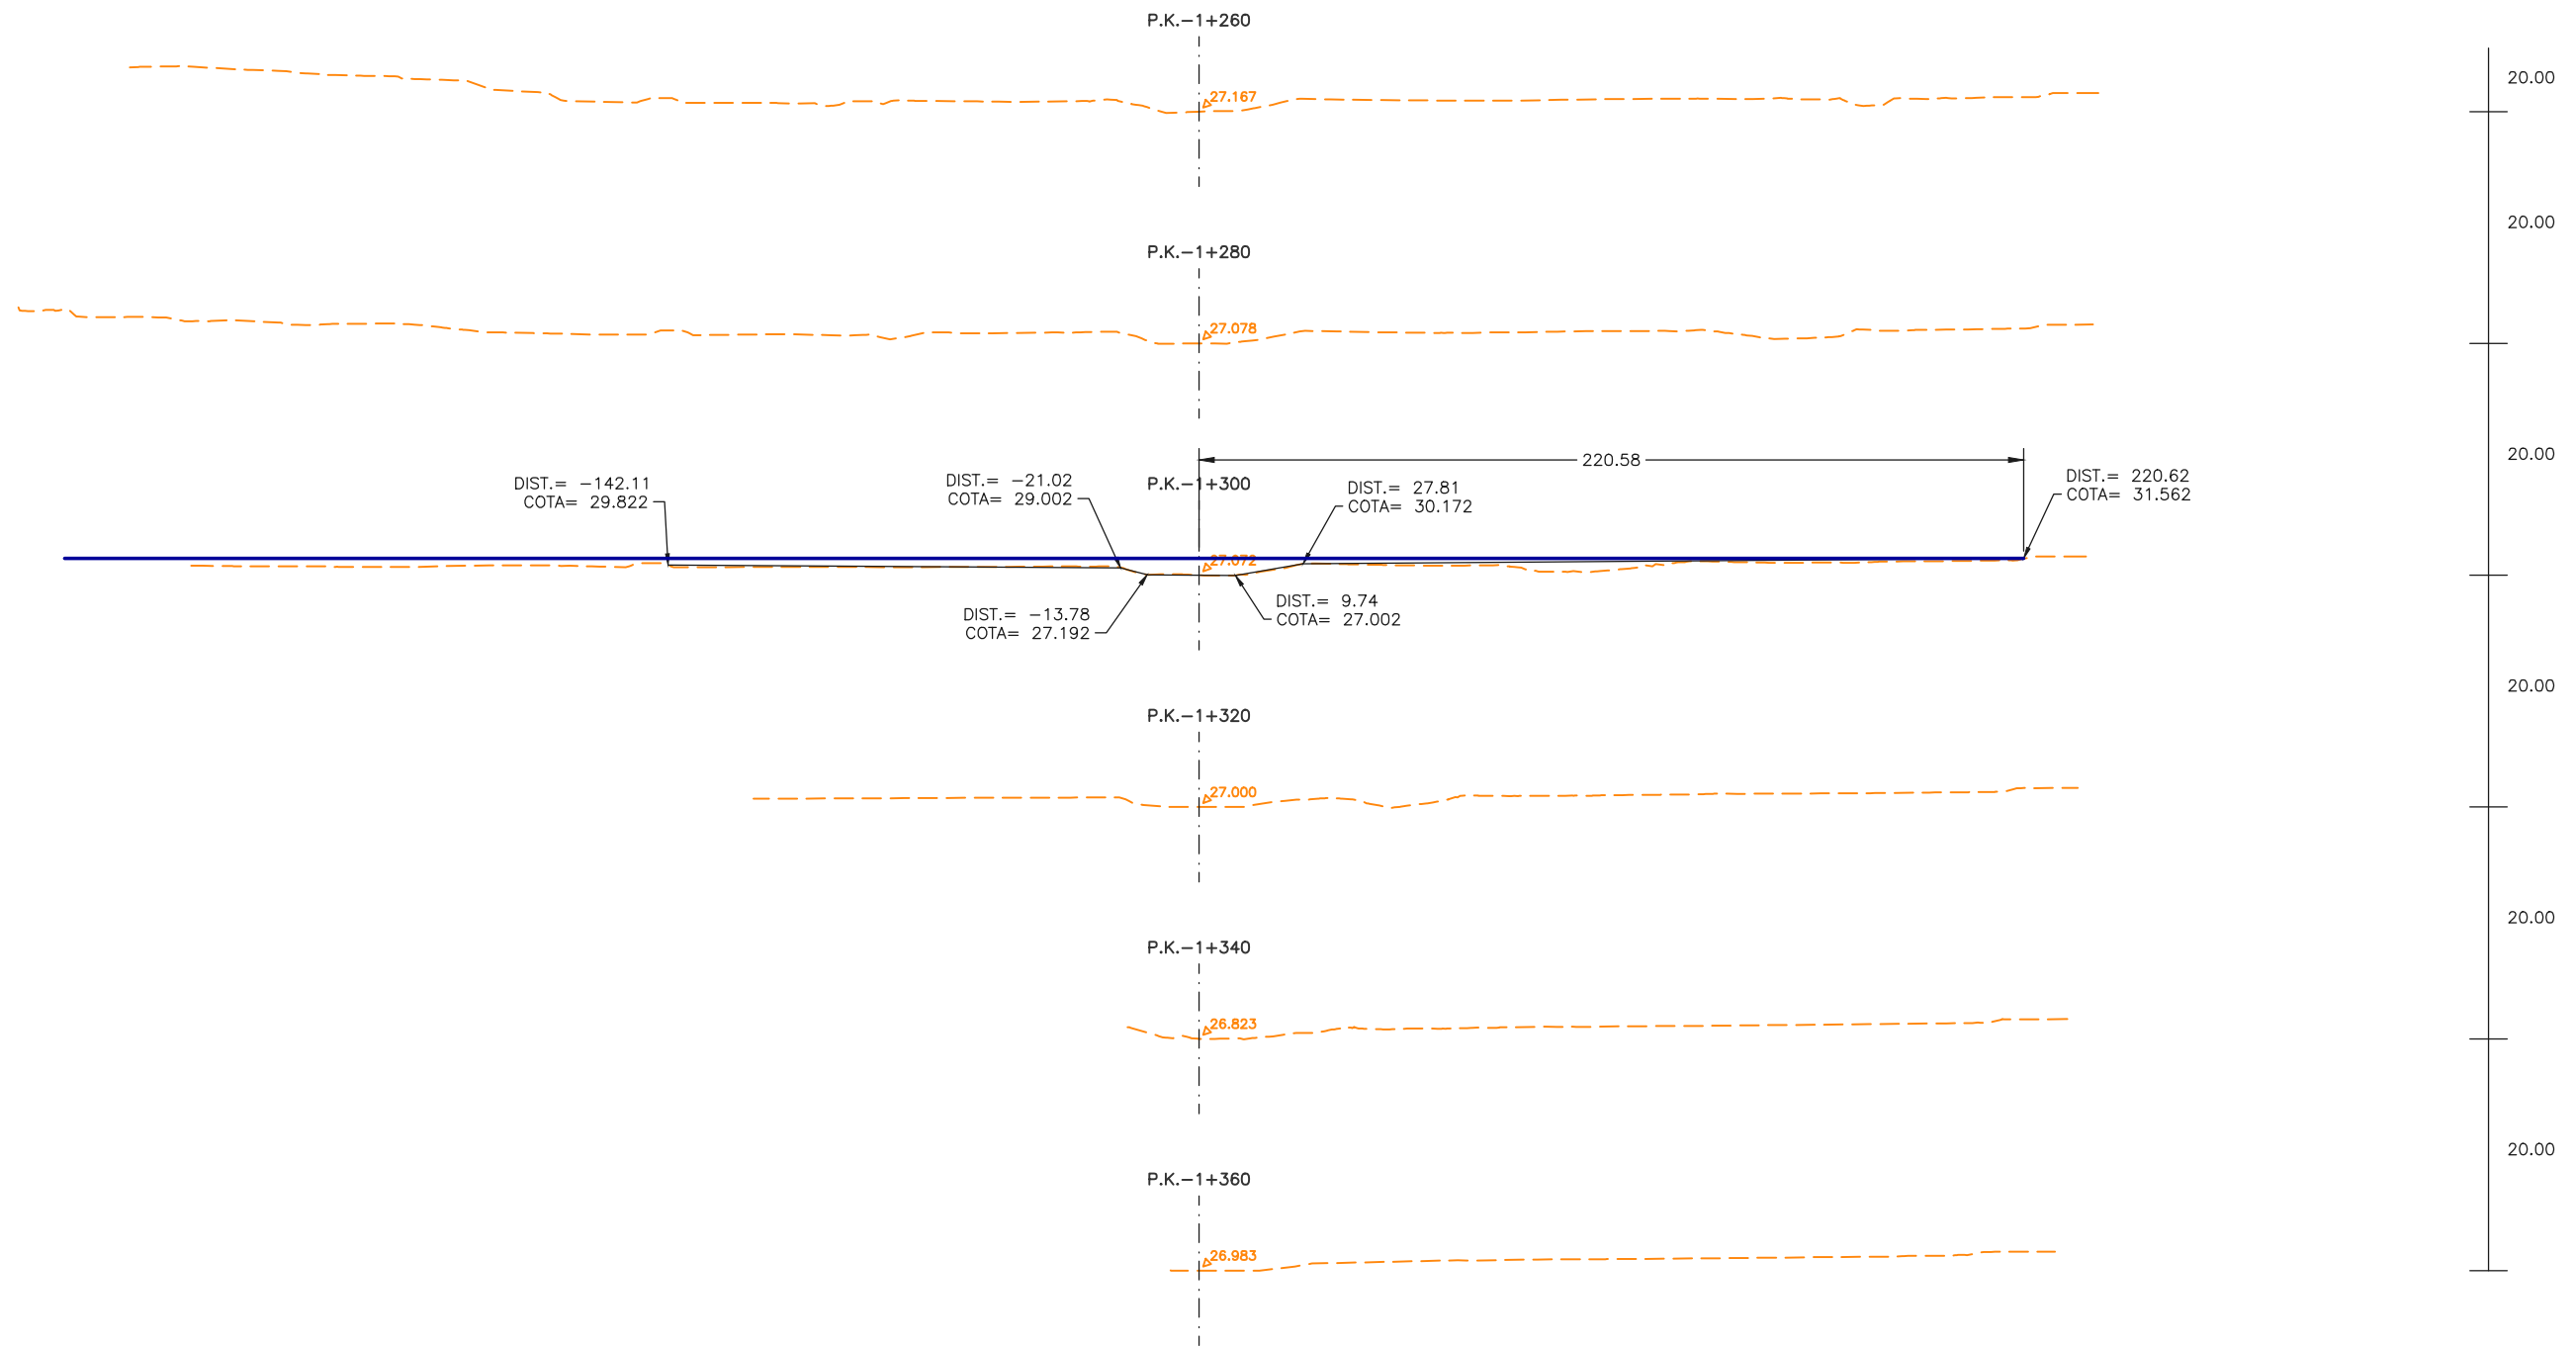 P.K.-1+260
27.167
20.00
20.00
P.K.-1+280
27.078
20.00
220.58
P.K.-1+300
DIST.= -142.11
COTA= 29.822
DIST.= -21.02
COTA= 29.002
DIST.= 27.81
COTA= 30.172
DIST.= 220.62
COTA= 31.562
27.072
DIST.= -13.78
COTA= 27.192
DIST.= 9.74
COTA= 27.002
20.00
P.K.-1+320
27.000
20.00
P.K.-1+340
26.823
20.00
P.K.-1+360
26.983